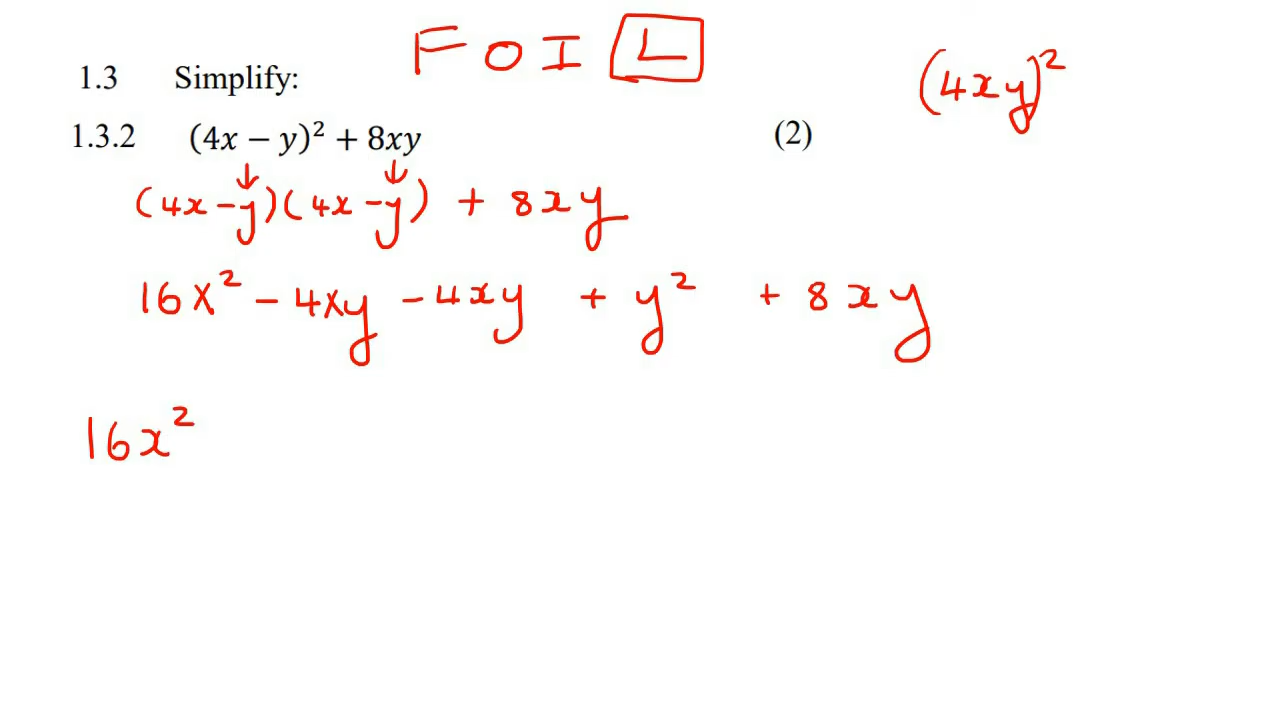 F O I L
1.3 Simplify:
(4xy)²
1.3.2 (4x − y)² + 8xy (2)
(4x − y)(4x − y) + 8xy
16x² − 4xy − 4xy + y² + 8xy
16x²